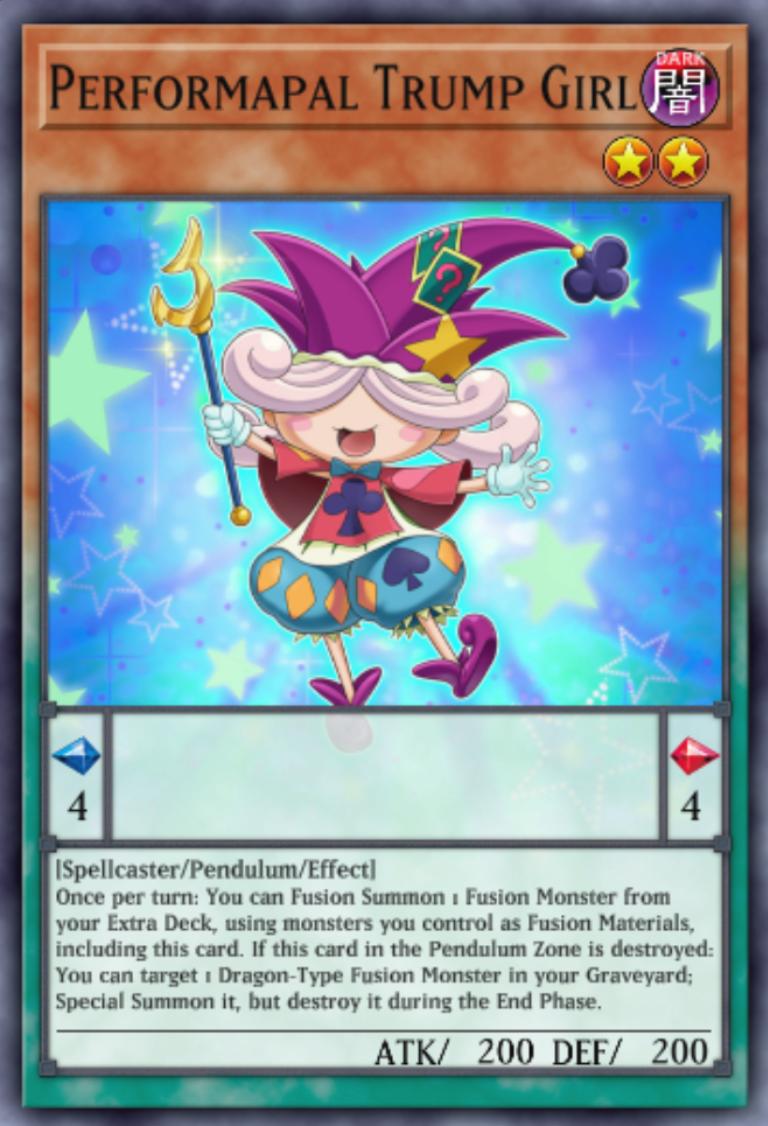 Performapal Trump Girl
DARK
闇
? ?
4 4
[Spellcaster/Pendulum/Effect]
Once per turn: You can Fusion Summon 1 Fusion Monster from
your Extra Deck, using monsters you control as Fusion Materials,
including this card. If this card in the Pendulum Zone is destroyed:
You can target 1 Dragon-Type Fusion Monster in your Graveyard;
Special Summon it, but destroy it during the End Phase.
ATK/ 200 DEF/ 200